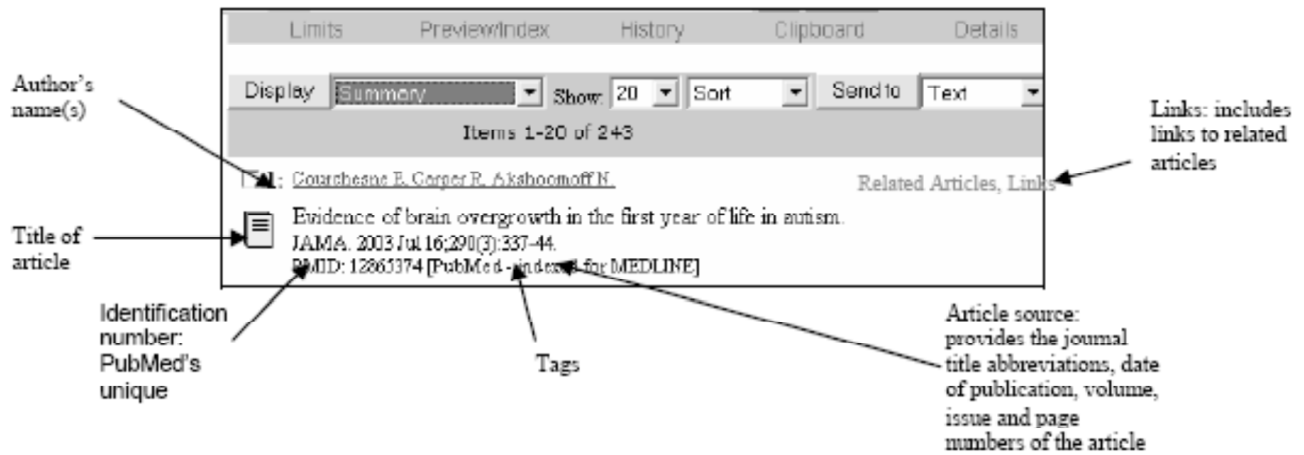 Limits Preview/Index History Clipboard Details
Display Summary Show: 20 Sort Send to Text
Items 1-20 of 243
1: Courchesne E, Carper R, Akshoomoff N.
Related Articles, Links
Evidence of brain overgrowth in the first year of life in autism.
JAMA. 2003 Jul 16;290(3):337-44.
PMID: 12865374 [PubMed - indexed for MEDLINE]
Author's
name(s)
Title of
article
Identification
number:
PubMed's
unique
Tags
Links: includes
links to related
articles
Article source:
provides the journal
title abbreviations, date
of publication, volume,
issue and page
numbers of the article